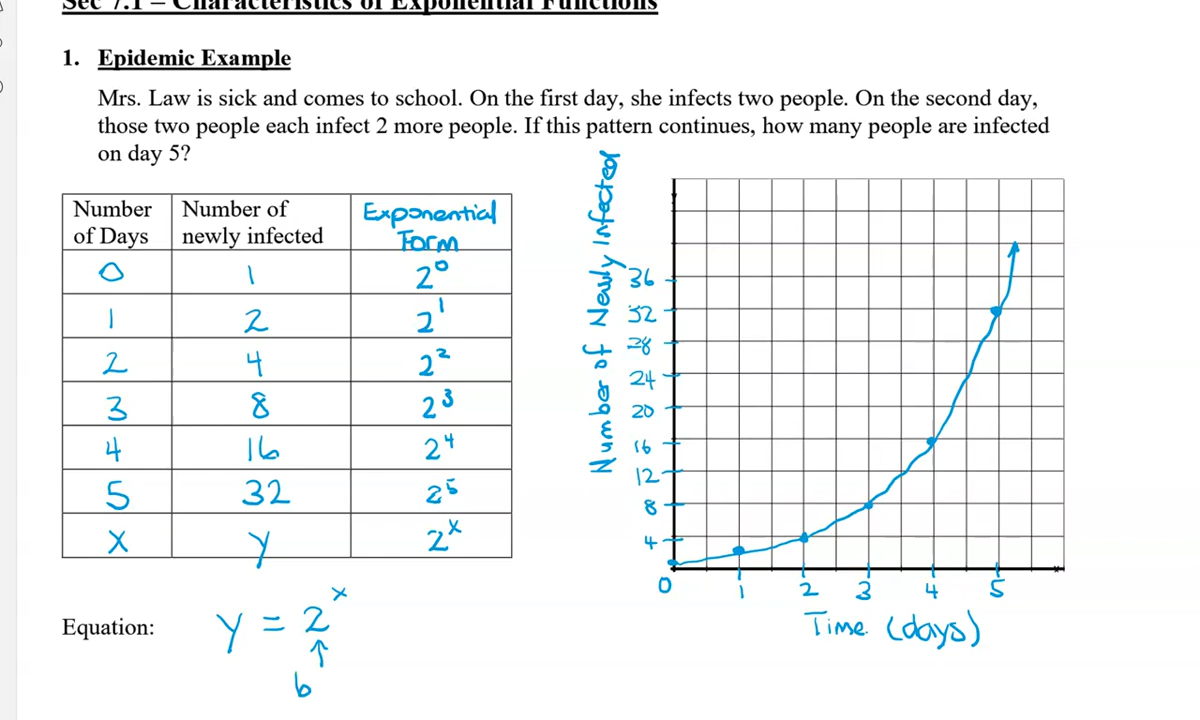 Sec 7.1 – Characteristics of Exponential Functions
1. Epidemic Example
Mrs. Law is sick and comes to school. On the first day, she infects two people. On the second day,
those two people each infect 2 more people. If this pattern continues, how many people are infected
on day 5?
Number of Days | Number of newly infected | Exponential Form
0 | 1 | 2⁰
1 | 2 | 2¹
2 | 4 | 2²
3 | 8 | 2³
4 | 16 | 2⁴
5 | 32 | 2⁵
x | y | 2ˣ
Equation: y = 2ˣ
↑
b
Number of Newly Infected
36
32
28
24
20
16
12
8
4
0 1 2 3 4 5
Time (days)